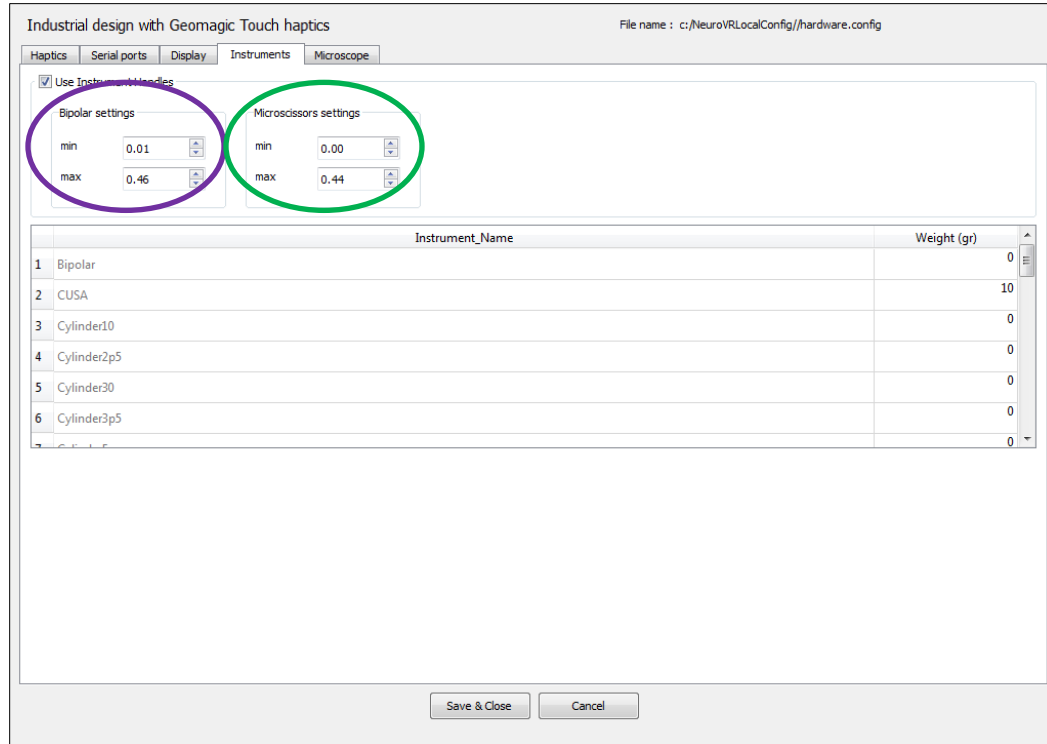 Industrial design with Geomagic Touch haptics
File name : c:/NeuroVRLocalConfig//hardware.config
Haptics Serial ports Display Instruments Microscope
Use Instrument Handles
Bipolar settings Microscissors settings
min 0.01 min 0.00
max 0.46 max 0.44
Instrument_Name Weight (gr)
1 Bipolar 0
2 CUSA 10
3 Cylinder10 0
4 Cylinder2p5 0
5 Cylinder30 0
6 Cylinder3p5 0
0
Save & Close Cancel